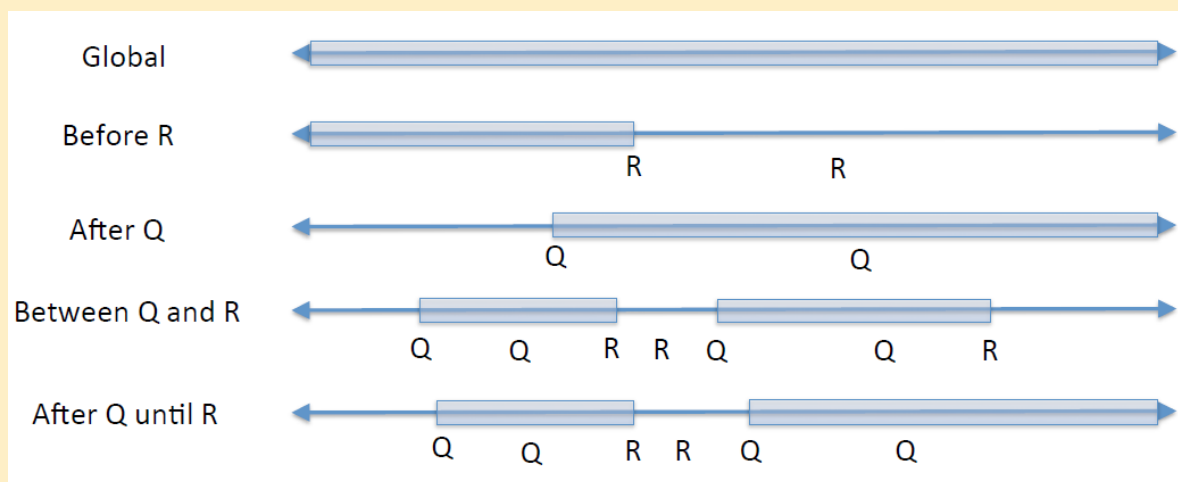 Global
Before R
R R
After Q
Q Q
Between Q and R
Q Q R R Q Q R
After Q until R
Q Q R R Q Q